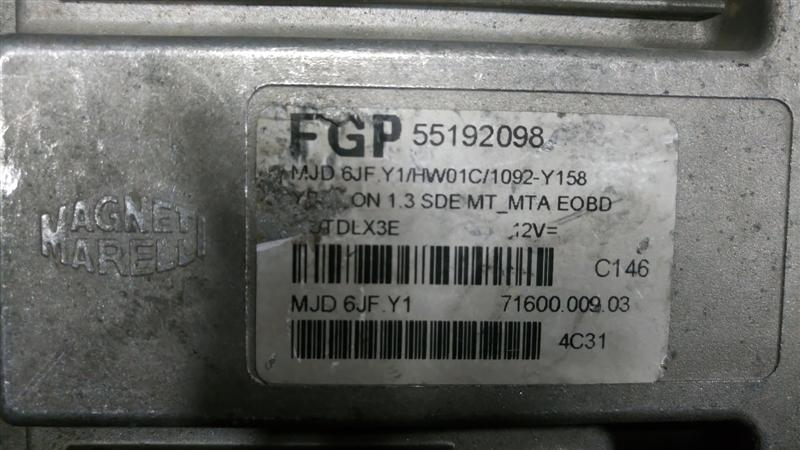 MAGNETI
MARELLI
FGP 55192098
MJD 6JF.Y1/HW01C/1092-Y158
ON 1.3 SDE MT_MTA EOBD
TDLX3E 12V=
C146
MJD 6JF.Y1 71600.009.03
4C31